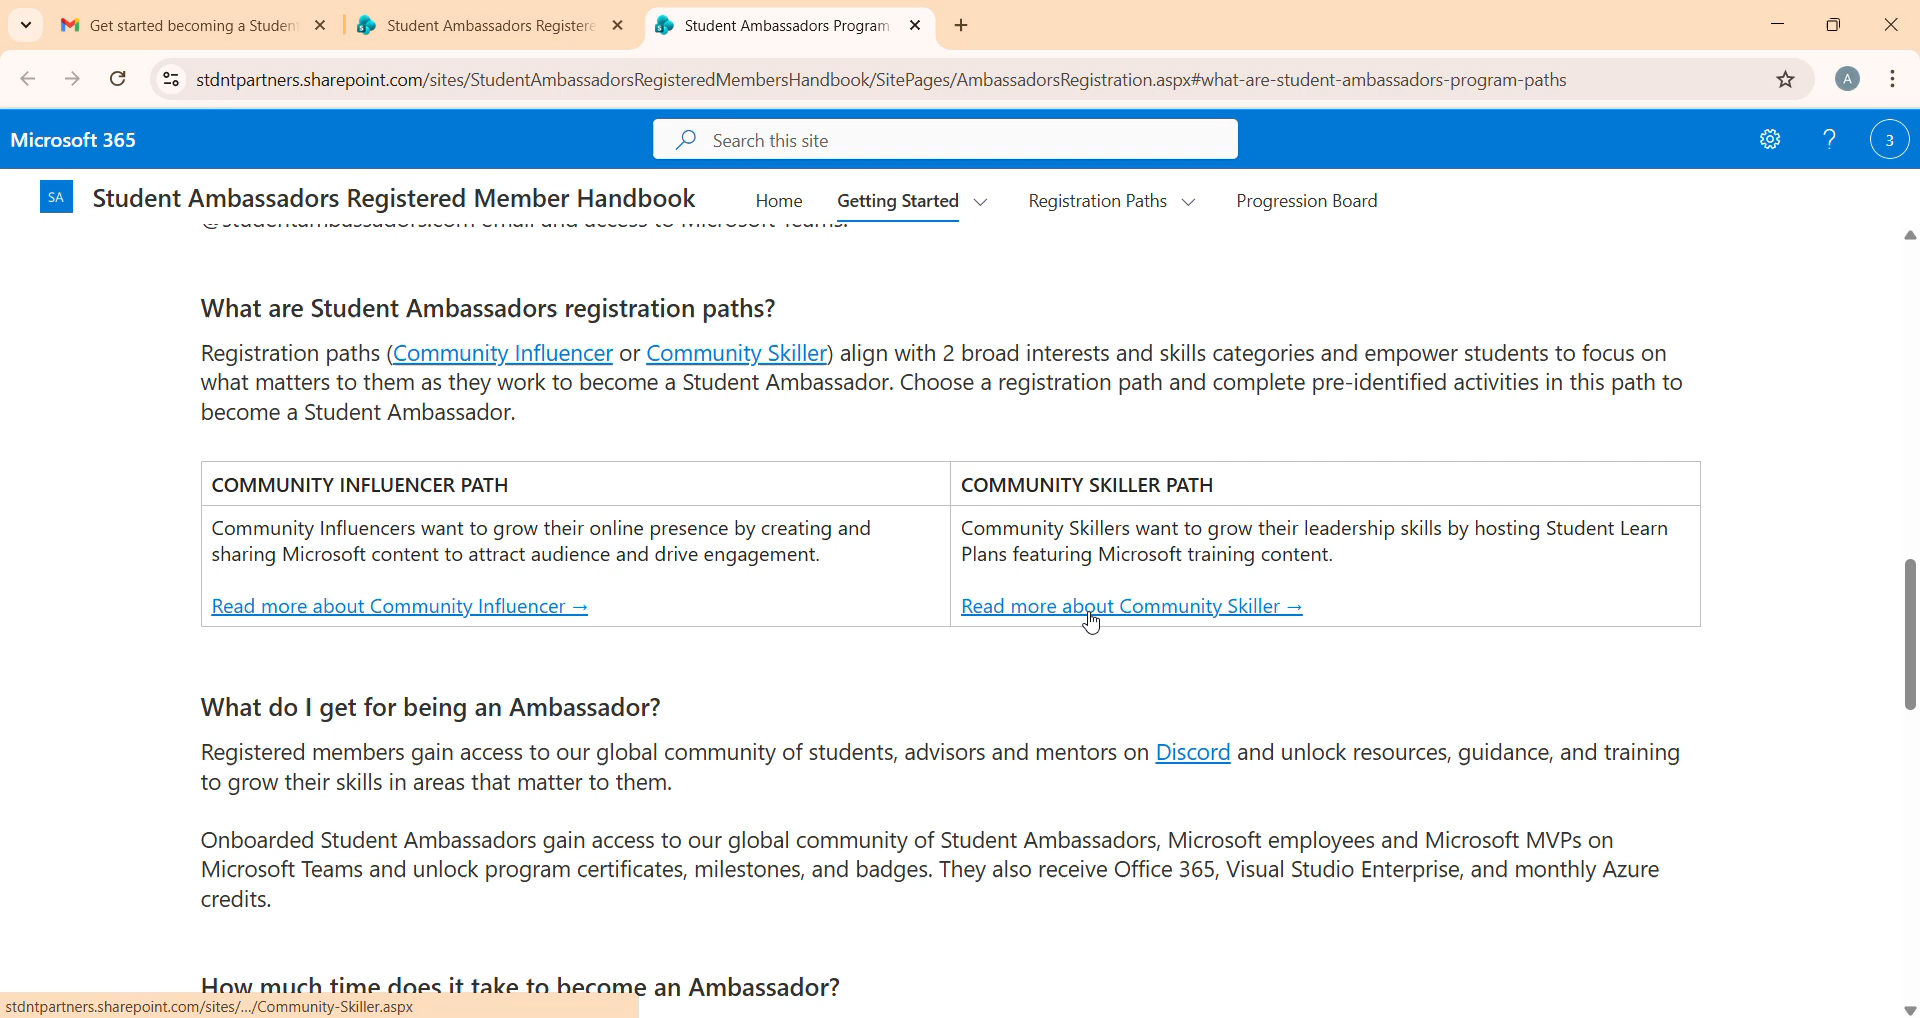 Get started becoming a Studen
Student Ambassadors Registere
Student Ambassadors Program
stdntpartners.sharepoint.com/sites/StudentAmbassadorsRegisteredMembersHandbook/SitePages/AmbassadorsRegistration.aspx#what-are-student-ambassadors-program-paths
A
Microsoft 365
Search this site
?
3
SA
Student Ambassadors Registered Member Handbook
Home
Getting Started
Registration Paths
Progression Board
@studentambassadors.com email and access to Microsoft Teams.
What are Student Ambassadors registration paths?
Registration paths (Community Influencer or Community Skiller) align with 2 broad interests and skills categories and empower students to focus on
what matters to them as they work to become a Student Ambassador. Choose a registration path and complete pre-identified activities in this path to
become a Student Ambassador.
COMMUNITY INFLUENCER PATH
COMMUNITY SKILLER PATH
Community Influencers want to grow their online presence by creating and
sharing Microsoft content to attract audience and drive engagement.
Read more about Community Influencer →
Community Skillers want to grow their leadership skills by hosting Student Learn
Plans featuring Microsoft training content.
Read more about Community Skiller →
What do I get for being an Ambassador?
Registered members gain access to our global community of students, advisors and mentors on Discord and unlock resources, guidance, and training
to grow their skills in areas that matter to them.
Onboarded Student Ambassadors gain access to our global community of Student Ambassadors, Microsoft employees and Microsoft MVPs on
Microsoft Teams and unlock program certificates, milestones, and badges. They also receive Office 365, Visual Studio Enterprise, and monthly Azure
credits.
How much time does it take to become an Ambassador?
stdntpartners.sharepoint.com/sites/.../Community-Skiller.aspx